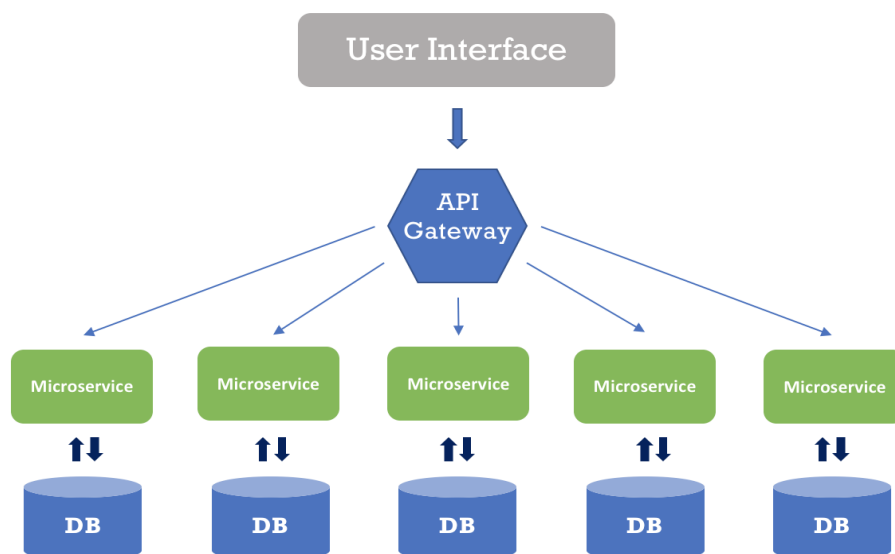 User Interface
API
Gateway
Microservice
Microservice
Microservice
Microservice
Microservice
DB
DB
DB
DB
DB